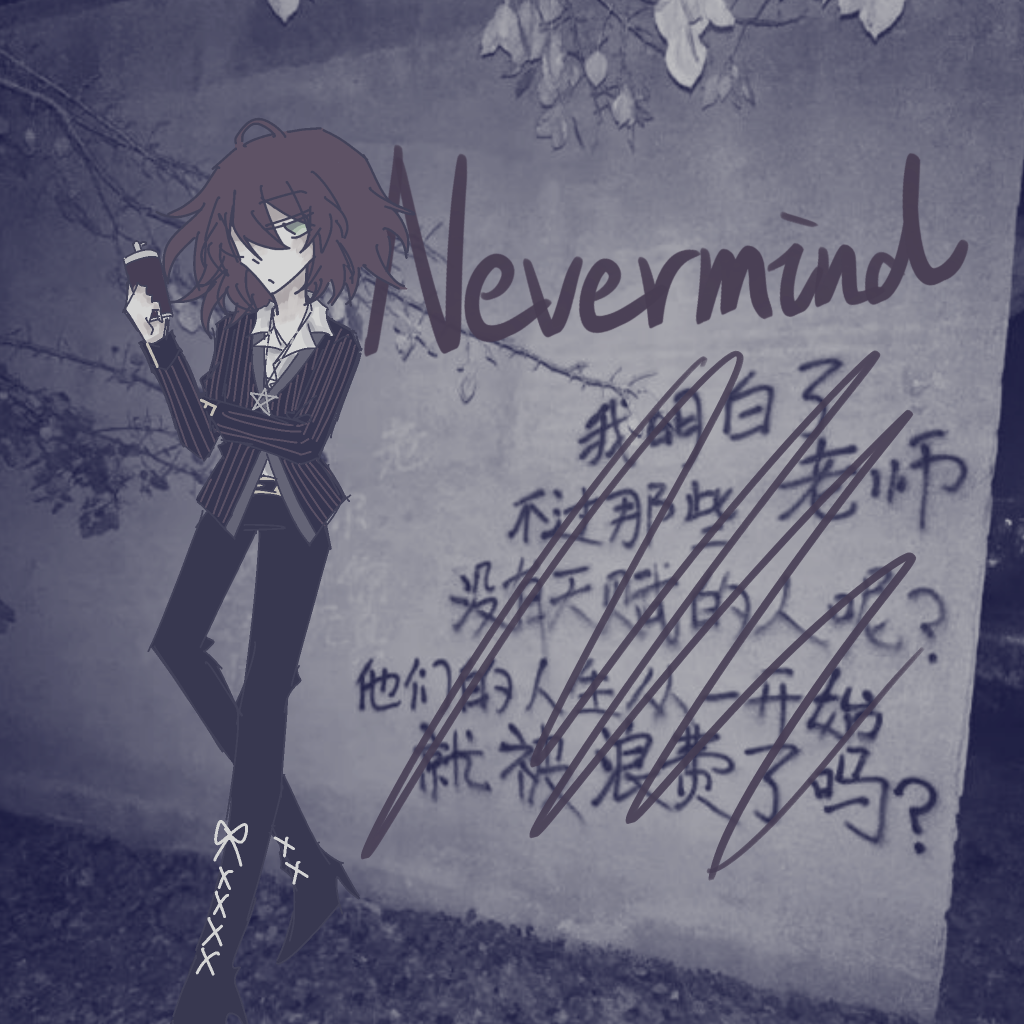 Nevermind
我明白了
老师
不过那些
没有天赋的人呢?
他们的人生从一开始
就被浪费了吗?